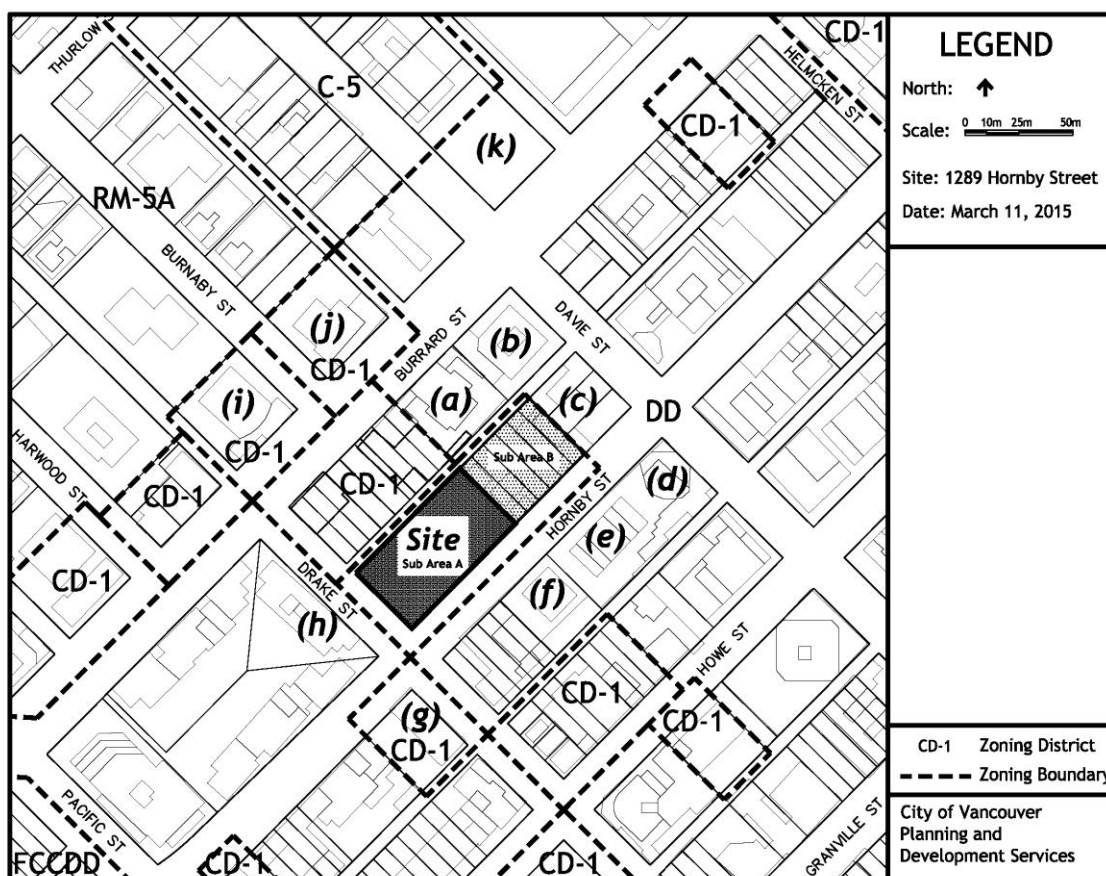 THURLOW
C-5
CD-1
HELMCKEN ST
CD-1
(k)
RM-5A
BURNABY ST
(j)
CD-1
BURRARD ST
(b)
DAVIE ST
(a)
(c)
DD
(i)
CD-1
HARWOOD ST
CD-1
CD-1
Sub Area B
HORNBY ST
(d)
Site
Sub Area A
(e)
CD-1
DRAKE ST
(f)
(h)
HOWE ST
CD-1
(g)
CD-1
CD-1
PACIFIC ST
GRANVILLE ST
FCCDD
CD-1
CD-1
LEGEND
North:
Scale: 0 10m 25m 50m
Site: 1289 Hornby Street
Date: March 11, 2015
CD-1 Zoning District
Zoning Boundary
City of Vancouver
Planning and
Development Services